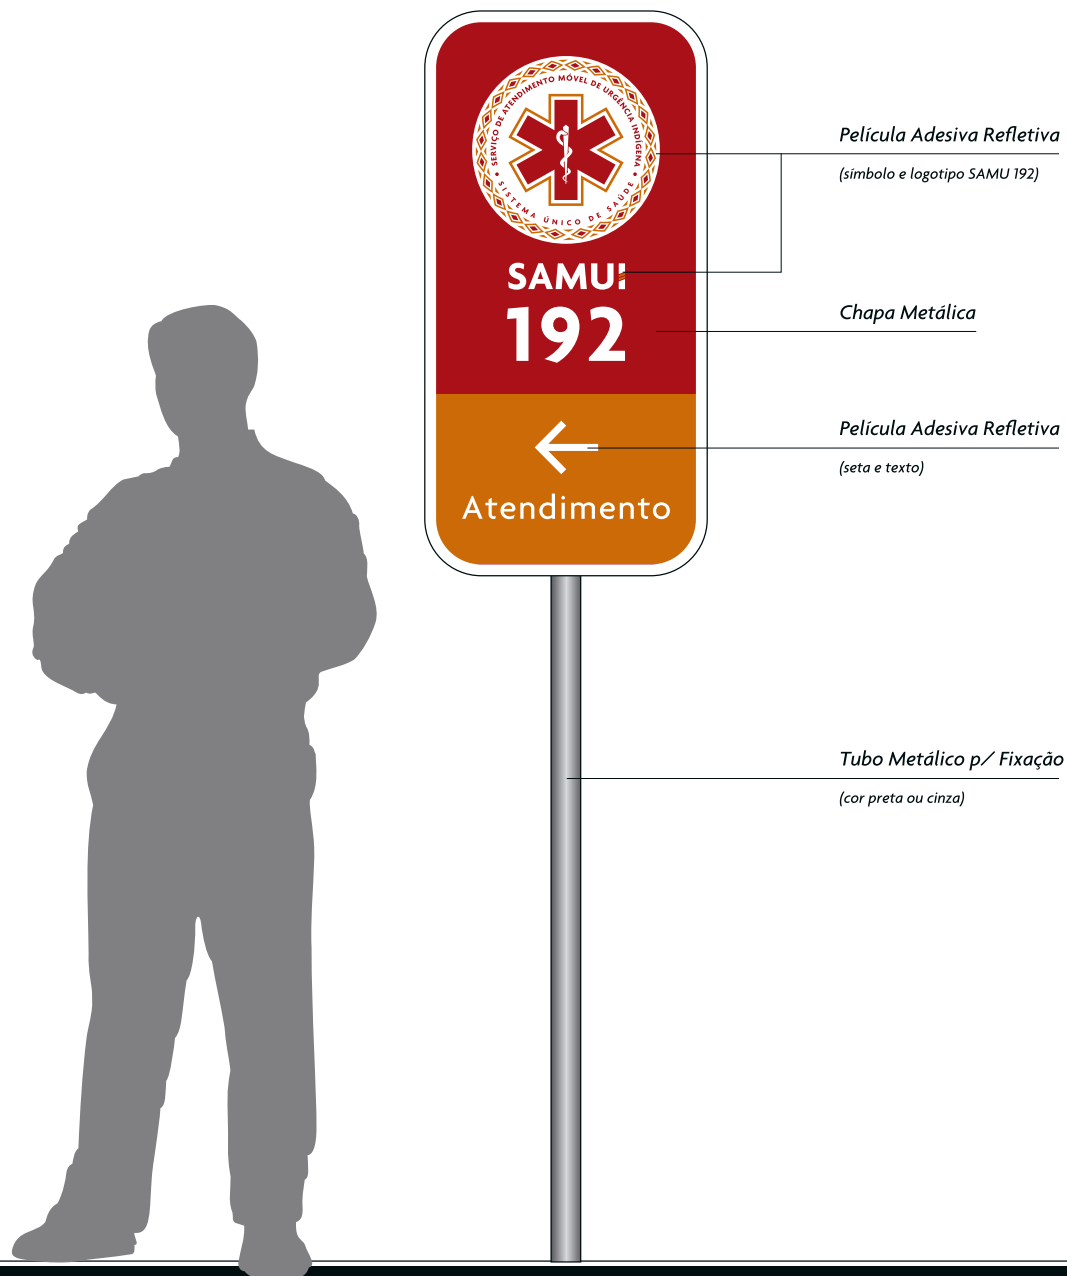 SERVIÇO DE ATENDIMENTO MÓVEL DE URGÊNCIA INDÍGENA
• SISTEMA ÚNICO DE SAÚDE •
SAMUI
192
Atendimento
Película Adesiva Refletiva
(símbolo e logotipo SAMU 192)
Chapa Metálica
Película Adesiva Refletiva
(seta e texto)
Tubo Metálico p/ Fixação
(cor preta ou cinza)